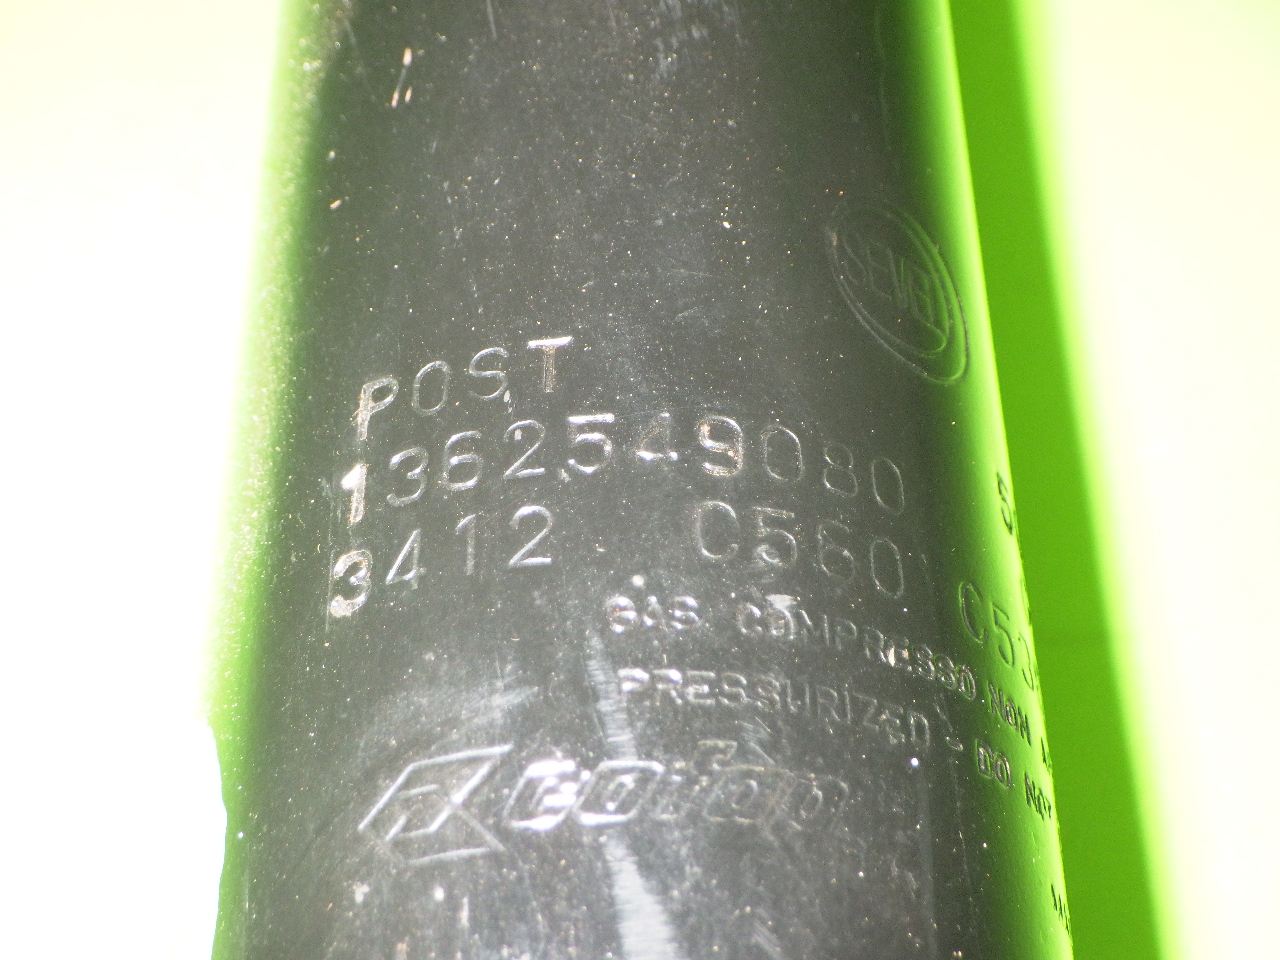 SEVEL
POST
1362549080
3412 C560
GAS COMPRESSO NON
PRESSURIZED. DO NOT